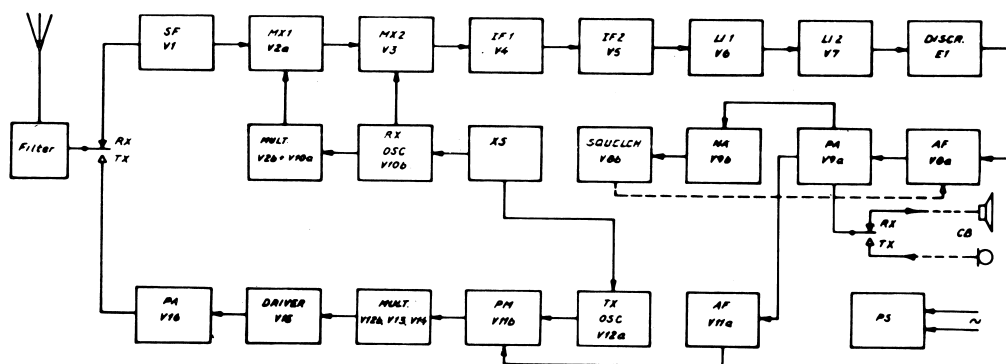 SF
V1
MX1
V2a
MX2
V3
IF1
V4
IF2
V5
LI1
V6
LI2
V7
DISCR.
E1
Filter
RX
TX
MULT.
V2b + V10a
RX
OSC
V10b
XS
SQUELCH
V8b
NA
V9b
PA
V9a
AF
V8a
RX
TX
CB
PA
V16
DRIVER
V15
MULT.
V12b, V13, V14
PM
V11b
TX
OSC
V12a
AF
V11a
PS
~